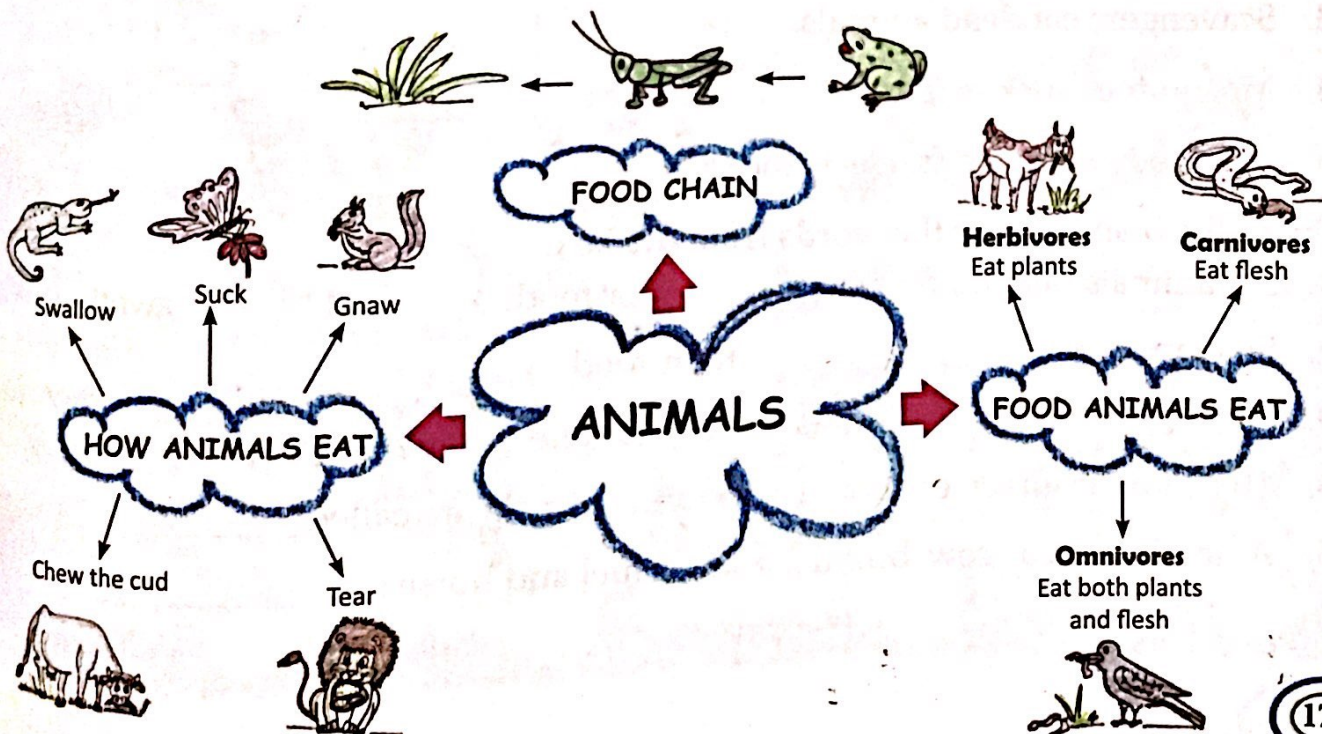 FOOD CHAIN
Herbivores
Eat plants
Carnivores
Eat flesh
Swallow
Suck
Gnaw
HOW ANIMALS EAT
ANIMALS
FOOD ANIMALS EAT
Chew the cud
Tear
Omnivores
Eat both plants
and flesh